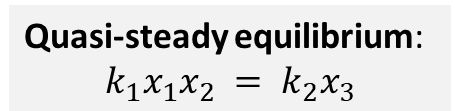 Quasi-steady equilibrium:
k₁x₁x₂ = k₂x₃